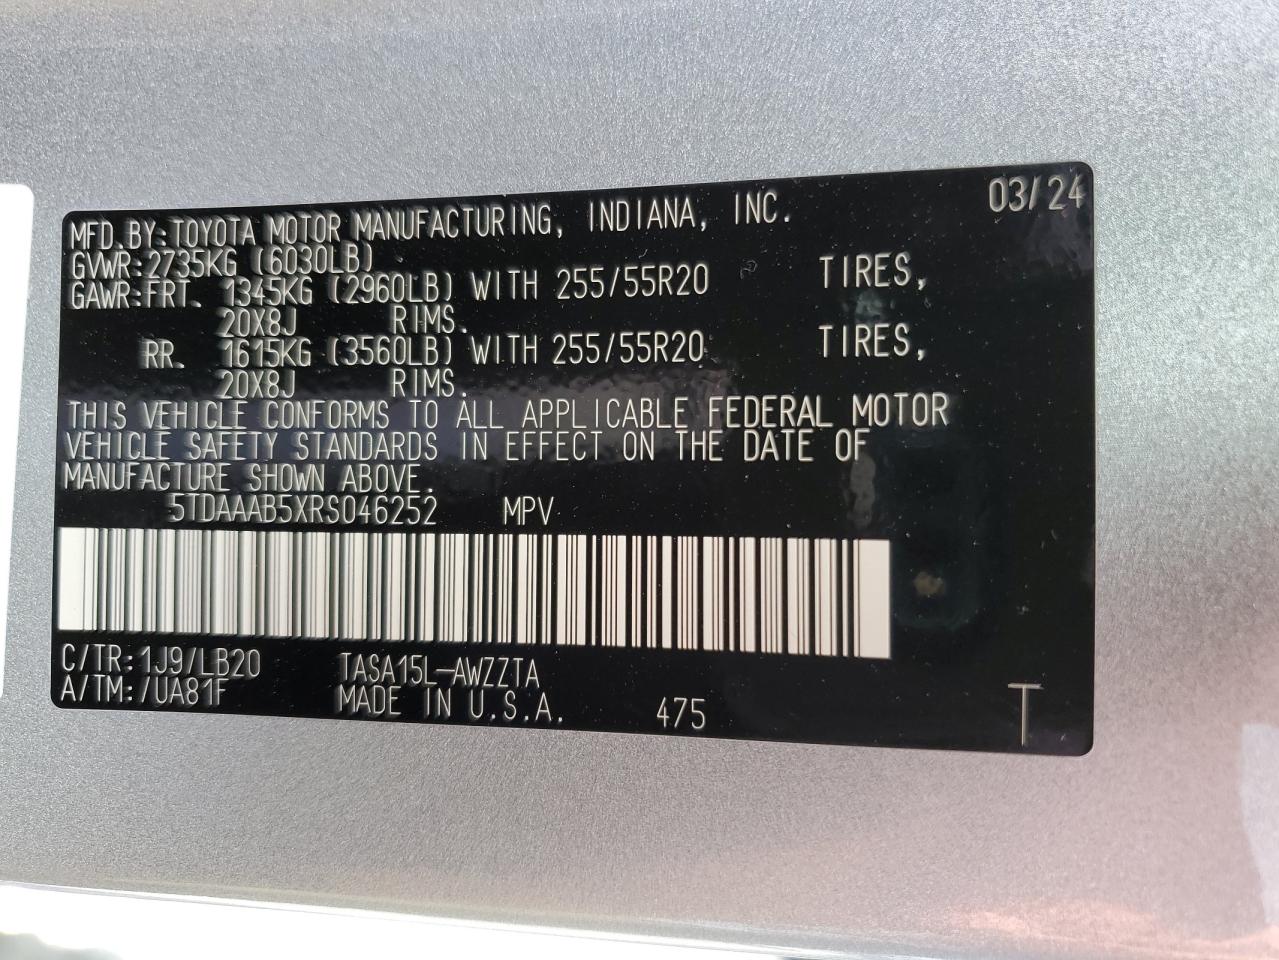 03/24
MFD.BY:TOYOTA MOTOR MANUFACTURING, INDIANA, INC.
GVWR:2735KG (6030LB)
GAWR:FRT. 1345KG (2960LB) WITH 255/55R20 TIRES,
20X8J RIMS.
RR. 1615KG (3560LB) WITH 255/55R20 TIRES,
20X8J RIMS.
THIS VEHICLE CONFORMS TO ALL APPLICABLE FEDERAL MOTOR
VEHICLE SAFETY STANDARDS IN EFFECT ON THE DATE OF
MANUFACTURE SHOWN ABOVE.
5TDAAAB5XRS046252 MPV
C/TR:1J9/LB20 TASA15L-AWZZTA
A/TM:/UA81F MADE IN U.S.A. 475 T